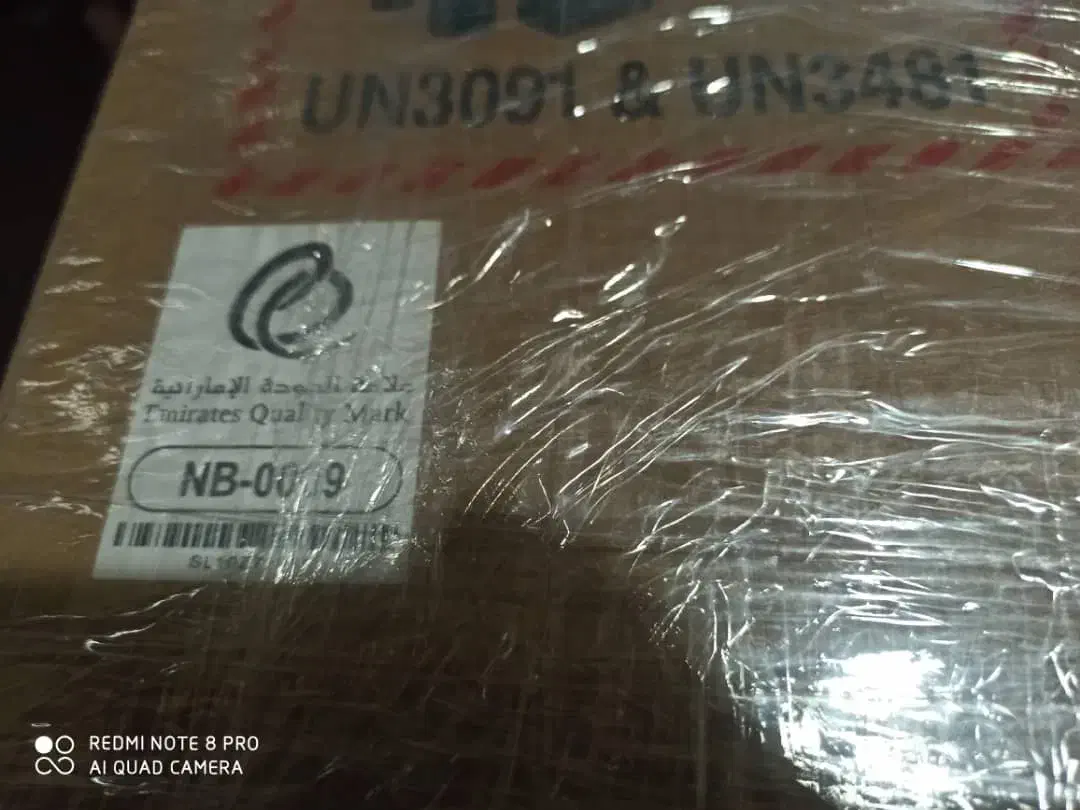 UN3091 & UN3481
علامة الجودة الإماراتية
Emirates Quality Mark
REDMI NOTE 8 PRO
AI QUAD CAMERA